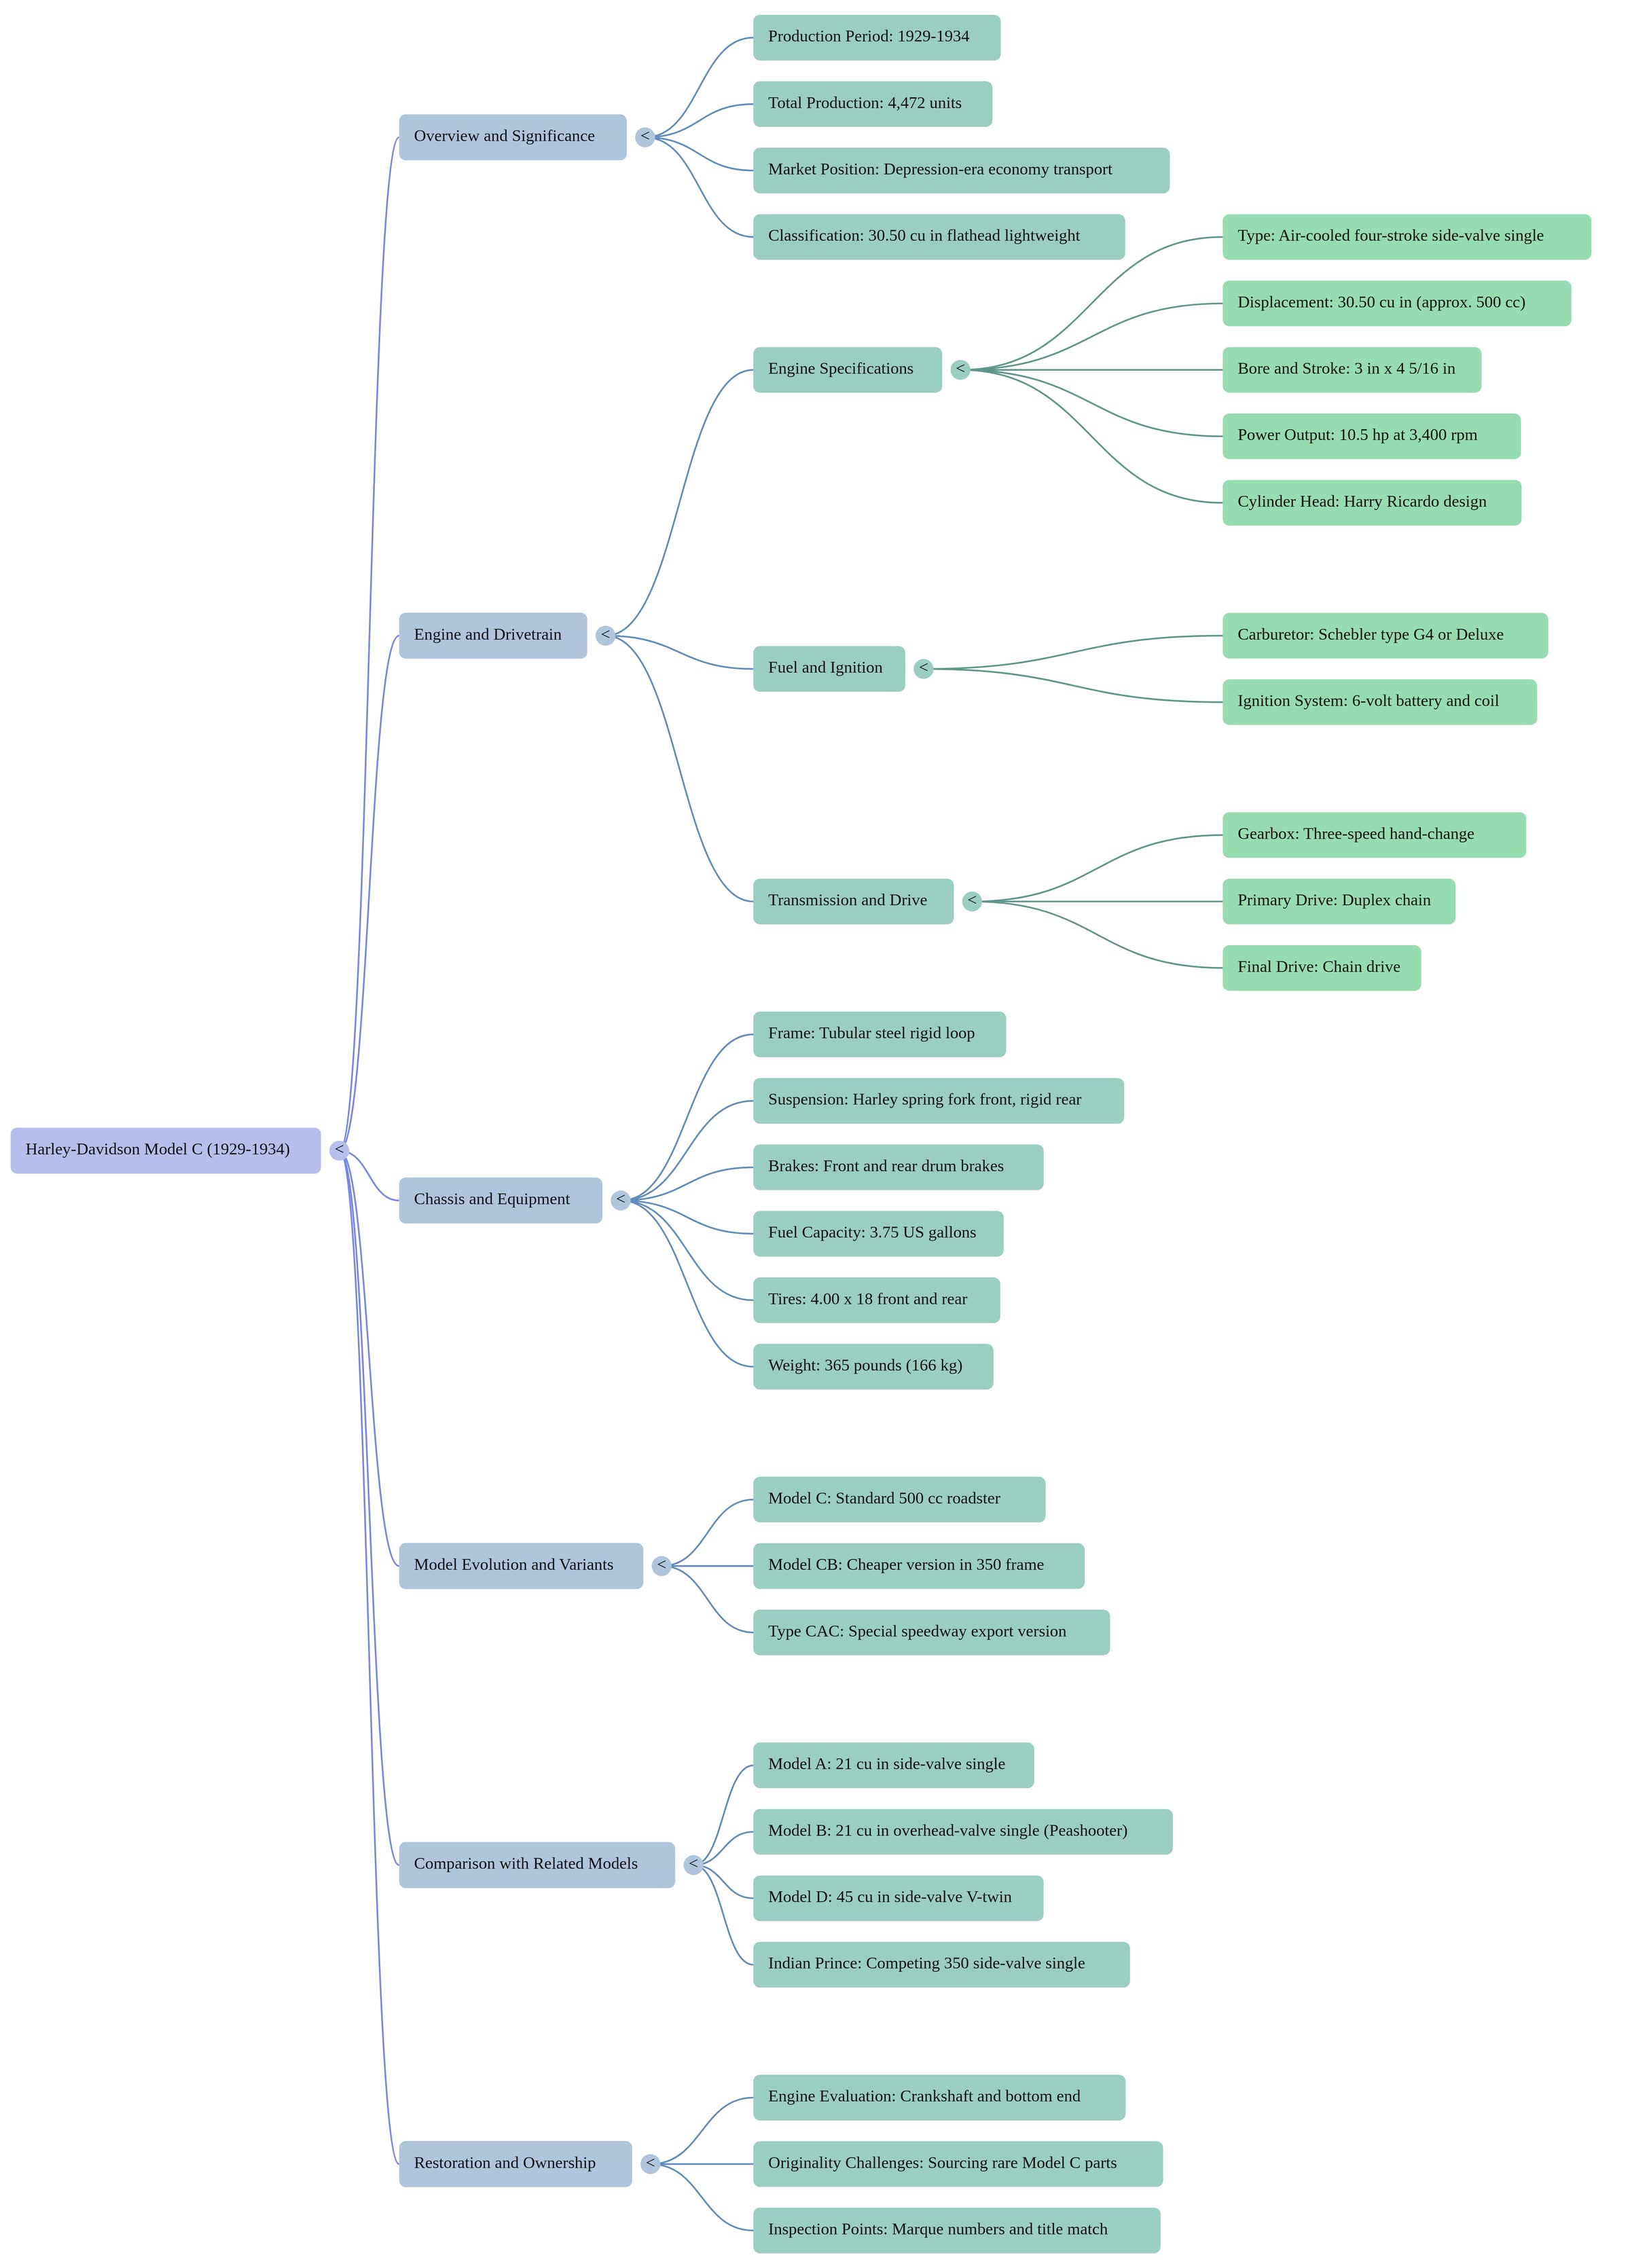 Harley-Davidson Model C (1929-1934)
<
Overview and Significance
<
Production Period: 1929-1934
Total Production: 4,472 units
Market Position: Depression-era economy transport
Classification: 30.50 cu in flathead lightweight
Engine and Drivetrain
<
Engine Specifications
<
Type: Air-cooled four-stroke side-valve single
Displacement: 30.50 cu in (approx. 500 cc)
Bore and Stroke: 3 in x 4 5/16 in
Power Output: 10.5 hp at 3,400 rpm
Cylinder Head: Harry Ricardo design
Fuel and Ignition
<
Carburetor: Schebler type G4 or Deluxe
Ignition System: 6-volt battery and coil
Transmission and Drive
<
Gearbox: Three-speed hand-change
Primary Drive: Duplex chain
Final Drive: Chain drive
Chassis and Equipment
<
Frame: Tubular steel rigid loop
Suspension: Harley spring fork front, rigid rear
Brakes: Front and rear drum brakes
Fuel Capacity: 3.75 US gallons
Tires: 4.00 x 18 front and rear
Weight: 365 pounds (166 kg)
Model Evolution and Variants
<
Model C: Standard 500 cc roadster
Model CB: Cheaper version in 350 frame
Type CAC: Special speedway export version
Comparison with Related Models
<
Model A: 21 cu in side-valve single
Model B: 21 cu in overhead-valve single (Peashooter)
Model D: 45 cu in side-valve V-twin
Indian Prince: Competing 350 side-valve single
Restoration and Ownership
<
Engine Evaluation: Crankshaft and bottom end
Originality Challenges: Sourcing rare Model C parts
Inspection Points: Marque numbers and title match